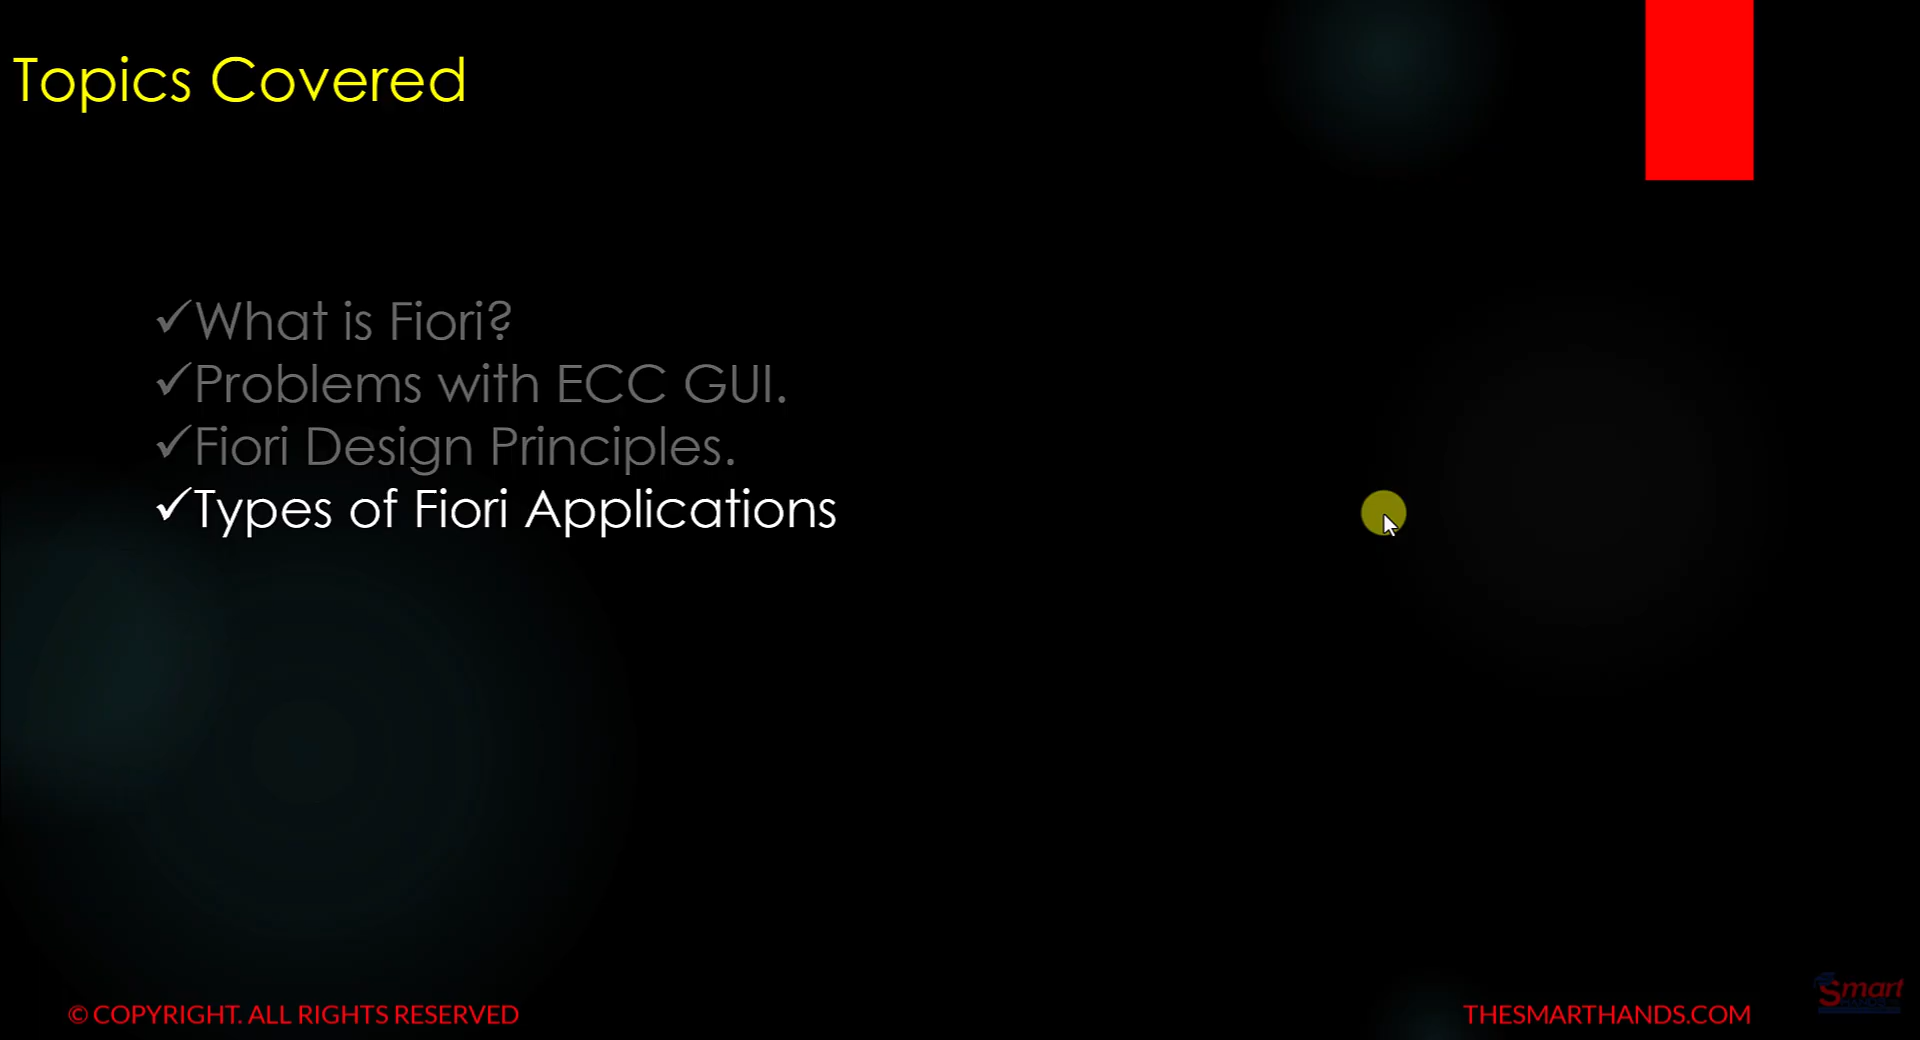 Topics Covered
✓What is Fiori?
✓Problems with ECC GUI.
✓Fiori Design Principles.
✓Types of Fiori Applications
© COPYRIGHT. ALL RIGHTS RESERVED
THESMARTHANDS.COM
Smart